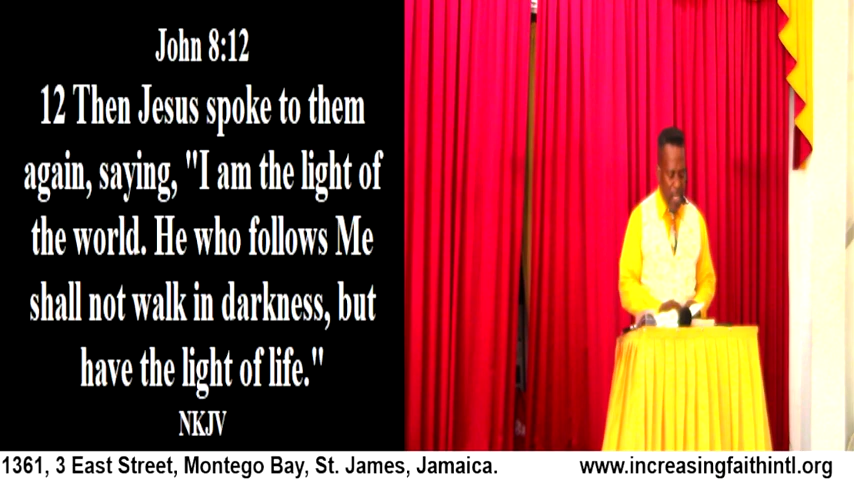 John 8:12
12 Then Jesus spoke to them
again, saying, "I am the light of
the world. He who follows Me
shall not walk in darkness, but
have the light of life."
NKJV
1361, 3 East Street, Montego Bay, St. James, Jamaica.
www.increasingfaithintl.org